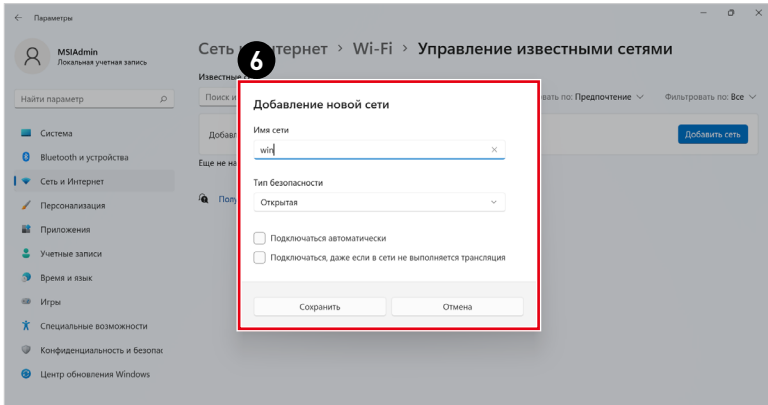 Параметры
MSIAdmin
Локальная учетная запись
Найти параметр
Система
Bluetooth и устройства
Сеть и Интернет
Персонализация
Приложения
Учетные записи
Время и язык
Игры
Специальные возможности
Конфиденциальность и безопас
Центр обновления Windows
Сеть тернет > Wi-Fi > Управление известными сетями
6
Известные с
Поиск и
вать по: Предпочтение
Фильтровать по: Все
Добавл
Добавить сеть
Еще не на
Полу
Добавление новой сети
Имя сети
win
Тип безопасности
Открытая
Подключаться автоматически
Подключаться, даже если в сети не выполняется трансляция
Сохранить
Отмена